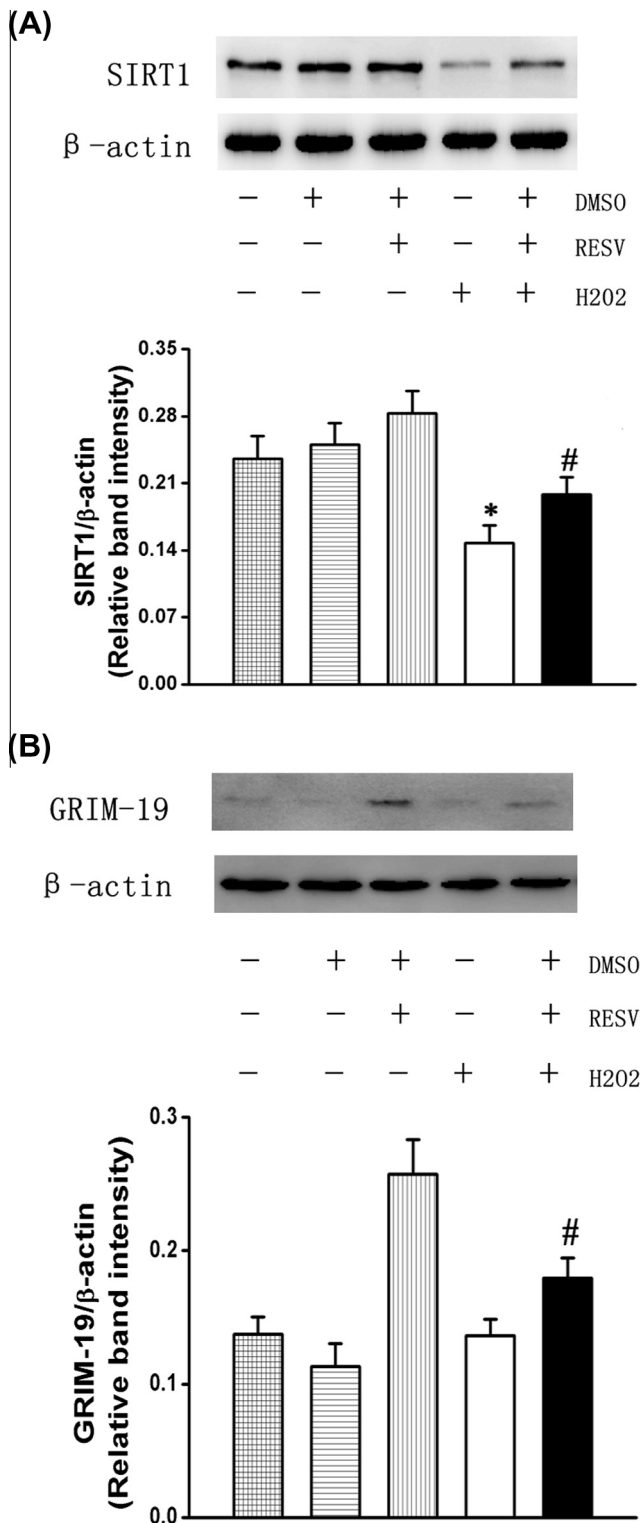 (A)
SIRT1
β-actin
− + + − + DMSO
− − + − + RESV
− − − + + H2O2
0.35
0.28
0.21
0.14
0.07
0.00
SIRT1/β-actin
(Relative band intensity)
*
#
(B)
GRIM-19
β-actin
− + + − + DMSO
− − + − + RESV
− − − + + H2O2
0.3
0.2
0.1
0.0
GRIM-19/β-actin
(Relative band intensity)
#